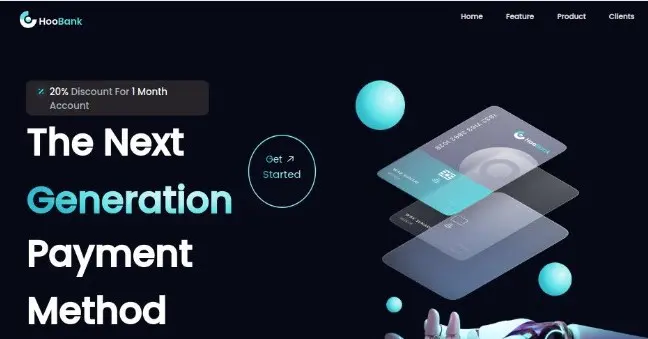 HooBank
Home Feature Product Clients
20% Discount For 1 Month
Account
The Next
Generation
Payment
Method
Get ↗
Started
HooBank